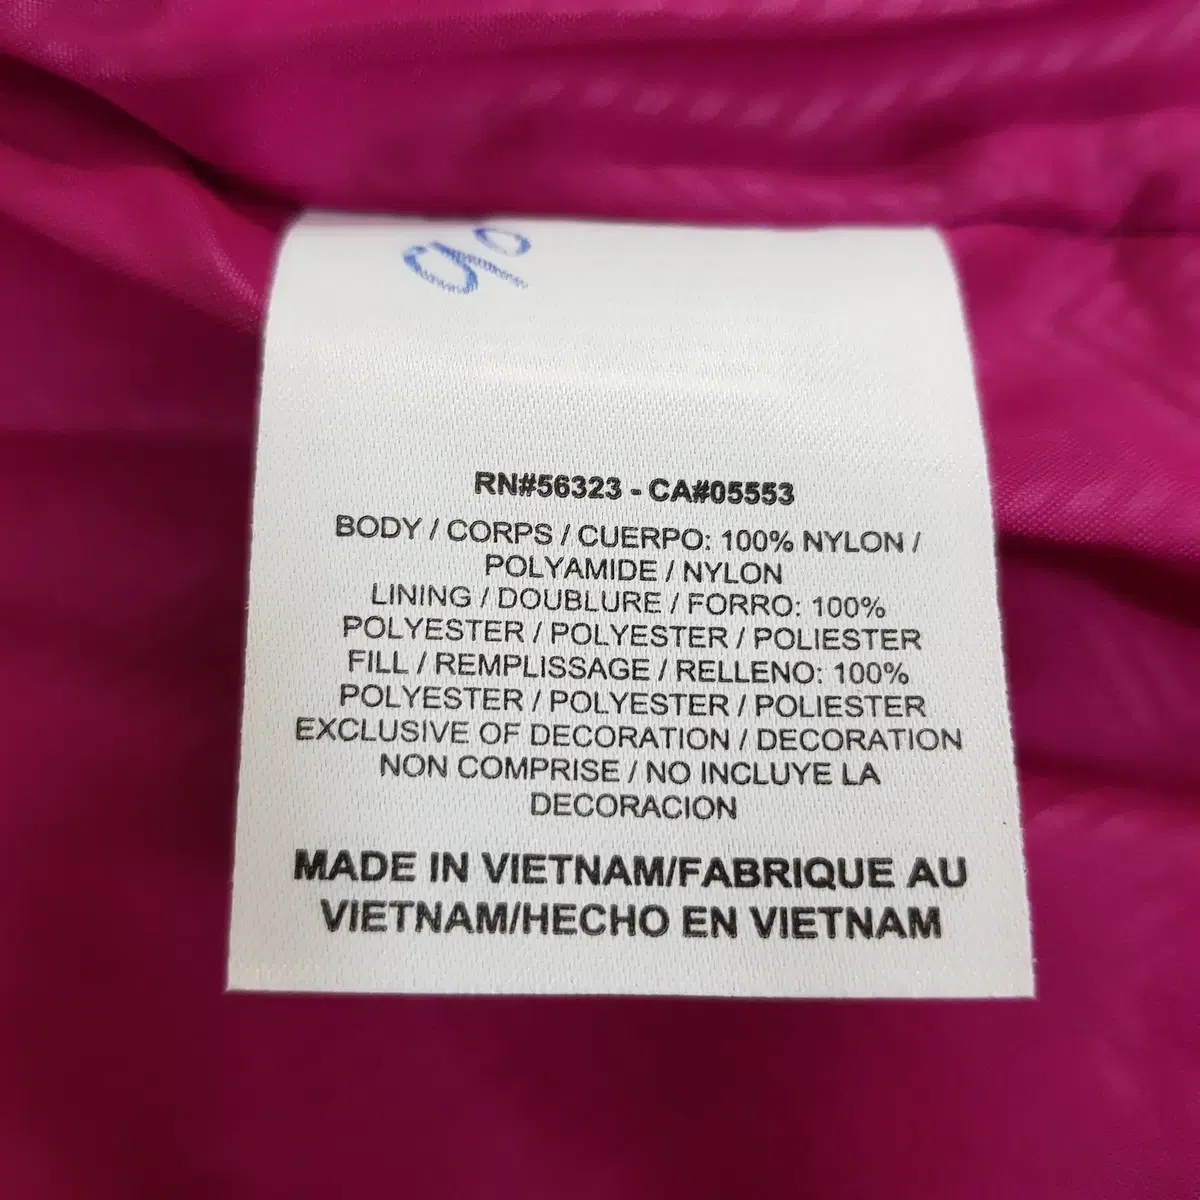 RN#56323 - CA#05553
BODY / CORPS / CUERPO: 100% NYLON /
POLYAMIDE / NYLON
LINING / DOUBLURE / FORRO: 100%
POLYESTER / POLYESTER / POLIESTER
FILL / REMPLISSAGE / RELLENO: 100%
POLYESTER / POLYESTER / POLIESTER
EXCLUSIVE OF DECORATION / DECORATION
NON COMPRISE / NO INCLUYE LA
DECORACION
MADE IN VIETNAM/FABRIQUE AU
VIETNAM/HECHO EN VIETNAM